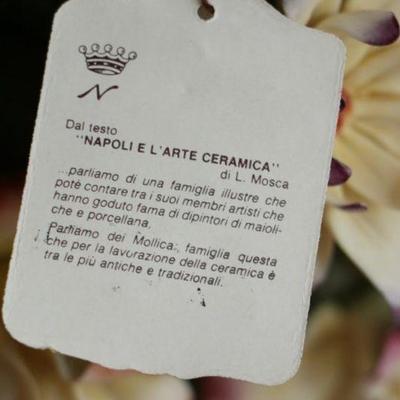 N
Dal testo
"NAPOLI E L'ARTE CERAMICA"
di L. Mosca
...parliamo di una famiglia illustre che
potè contare tra i suoi membri artisti che
hanno goduto fama di dipintori di maioli-
che e porcellana,
Parliamo dei Mollica: famiglia questa
che per la lavorazione della ceramica è
tra le più antiche e tradizionali.